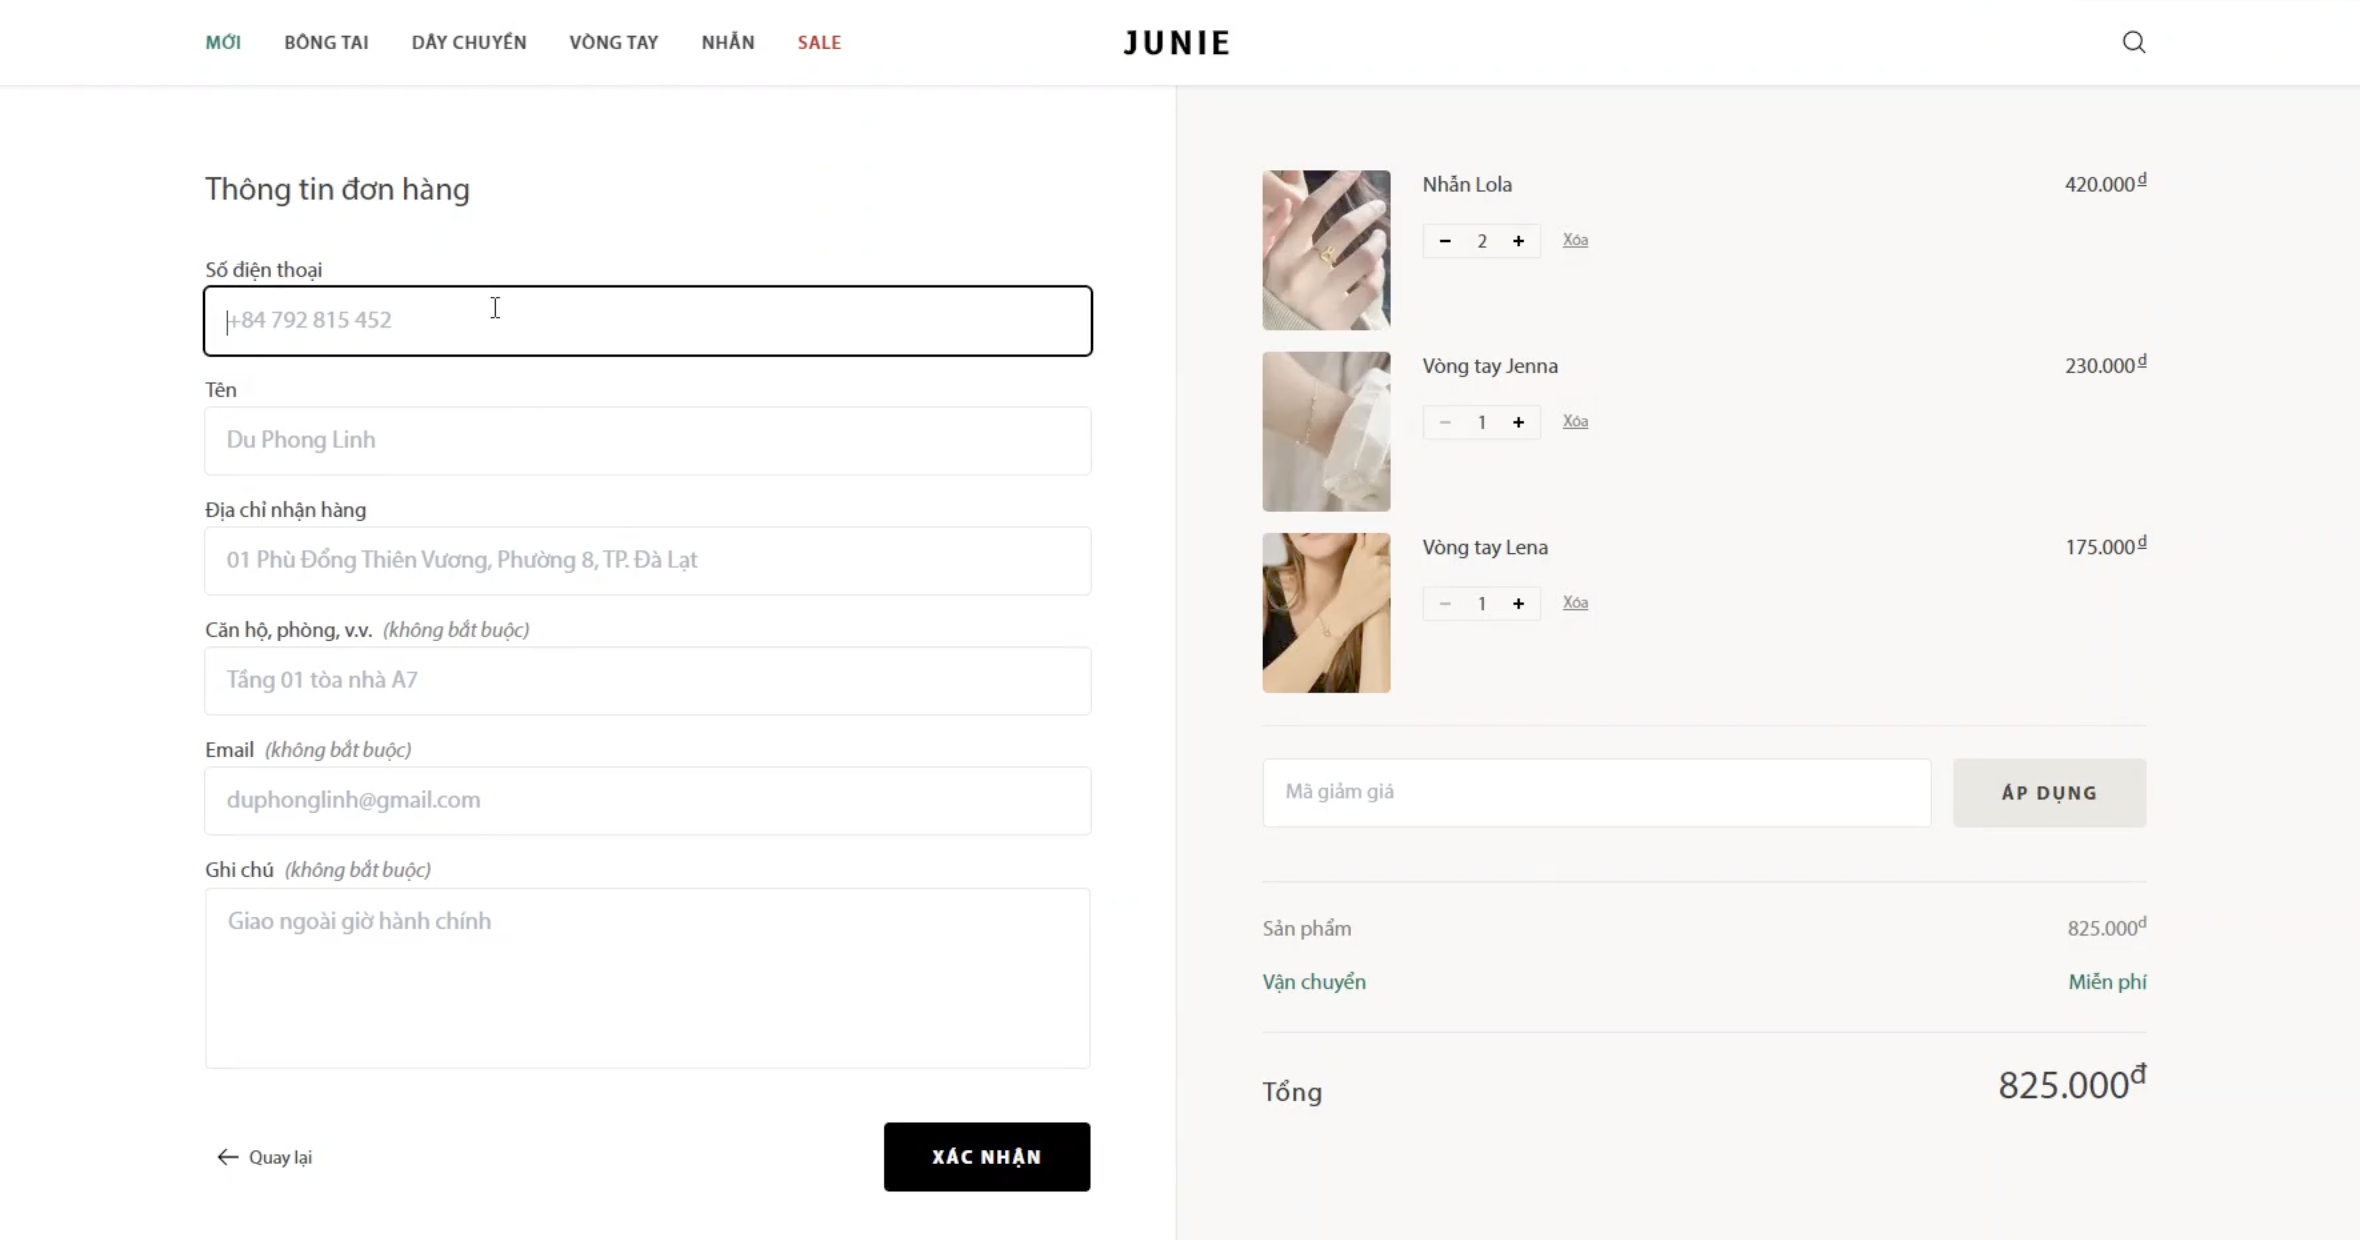 MỚI BÔNG TAI DÂY CHUYỀN VÒNG TAY NHẪN SALE JUNIE
Thông tin đơn hàng
Số điện thoại
+84 792 815 452
Tên
Du Phong Linh
Địa chỉ nhận hàng
01 Phù Đổng Thiên Vương, Phường 8, TP. Đà Lạt
Căn hộ, phòng, v.v. (không bắt buộc)
Tầng 01 tòa nhà A7
Email (không bắt buộc)
duphonglinh@gmail.com
Ghi chú (không bắt buộc)
Giao ngoài giờ hành chính
← Quay lại XÁC NHẬN
Nhẫn Lola 420.000đ
− 2 + Xóa
Vòng tay Jenna 230.000đ
− 1 + Xóa
Vòng tay Lena 175.000đ
− 1 + Xóa
Mã giảm giá ÁP DỤNG
Sản phẩm 825.000đ
Vận chuyển Miễn phí
Tổng 825.000đ